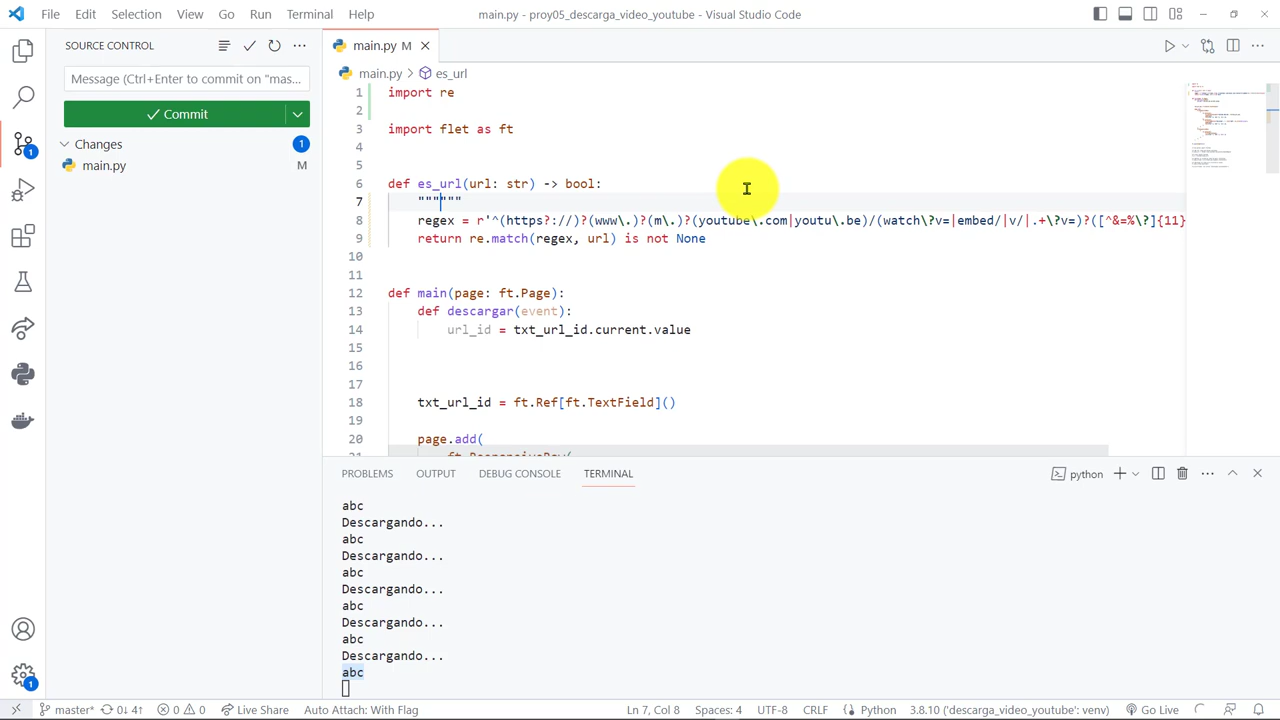 File Edit Selection View Go Run Terminal Help
main.py - proy05_descarga_video_youtube - Visual Studio Code
SOURCE CONTROL
main.py M
main.py > es_url
Message (Ctrl+Enter to commit on "mas...
Commit
Changes 1
main.py M
1 import re
2
3 import flet as
4
5
6 def es_url(url: str) -> bool:
7 """"""
8 regex = r'^(https?://)?(www\.)?(m\.)?(youtube\.com|youtu\.be)/(watch\?v=|embed/|v/|.+\?v=)?([^&=%\?]{11}
9 return re.match(regex, url) is not None
10
11
12 def main(page: ft.Page):
13 def descargar(event):
14 url_id = txt_url_id.current.value
15
16
17
18 txt_url_id = ft.Ref[ft.TextField]()
19
20 page.add(
PROBLEMS OUTPUT DEBUG CONSOLE TERMINAL
python
abc
Descargando...
abc
Descargando...
abc
Descargando...
abc
Descargando...
abc
Descargando...
abc
1
1
master* 0↓ 4↑ 0 0 Live Share Auto Attach: With Flag
Ln 7, Col 8 Spaces: 4 UTF-8 CRLF Python 3.8.10 ('descarga_video_youtube': venv) Go Live